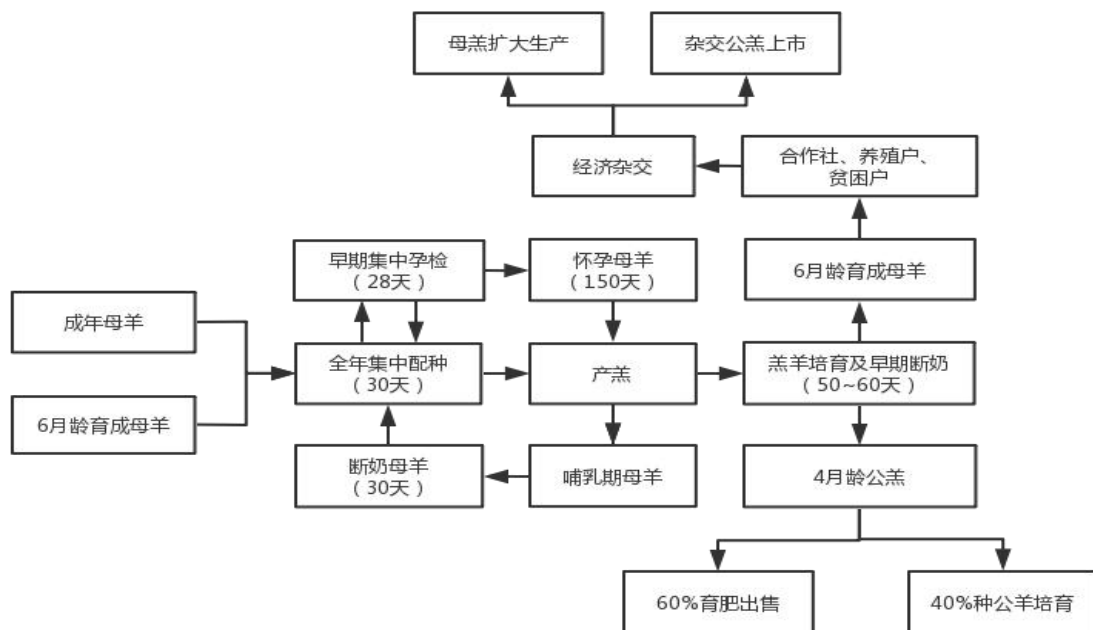 母羔扩大生产
杂交公羔上市
经济杂交
合作社、养殖户、
贫困户
早期集中孕检
（28天）
怀孕母羊
（150天）
6月龄育成母羊
成年母羊
全年集中配种
（30天）
产羔
羔羊培育及早期断奶
（50~60天）
6月龄育成母羊
断奶母羊
（30天）
哺乳期母羊
4月龄公羔
60%育肥出售
40%种公羊培育